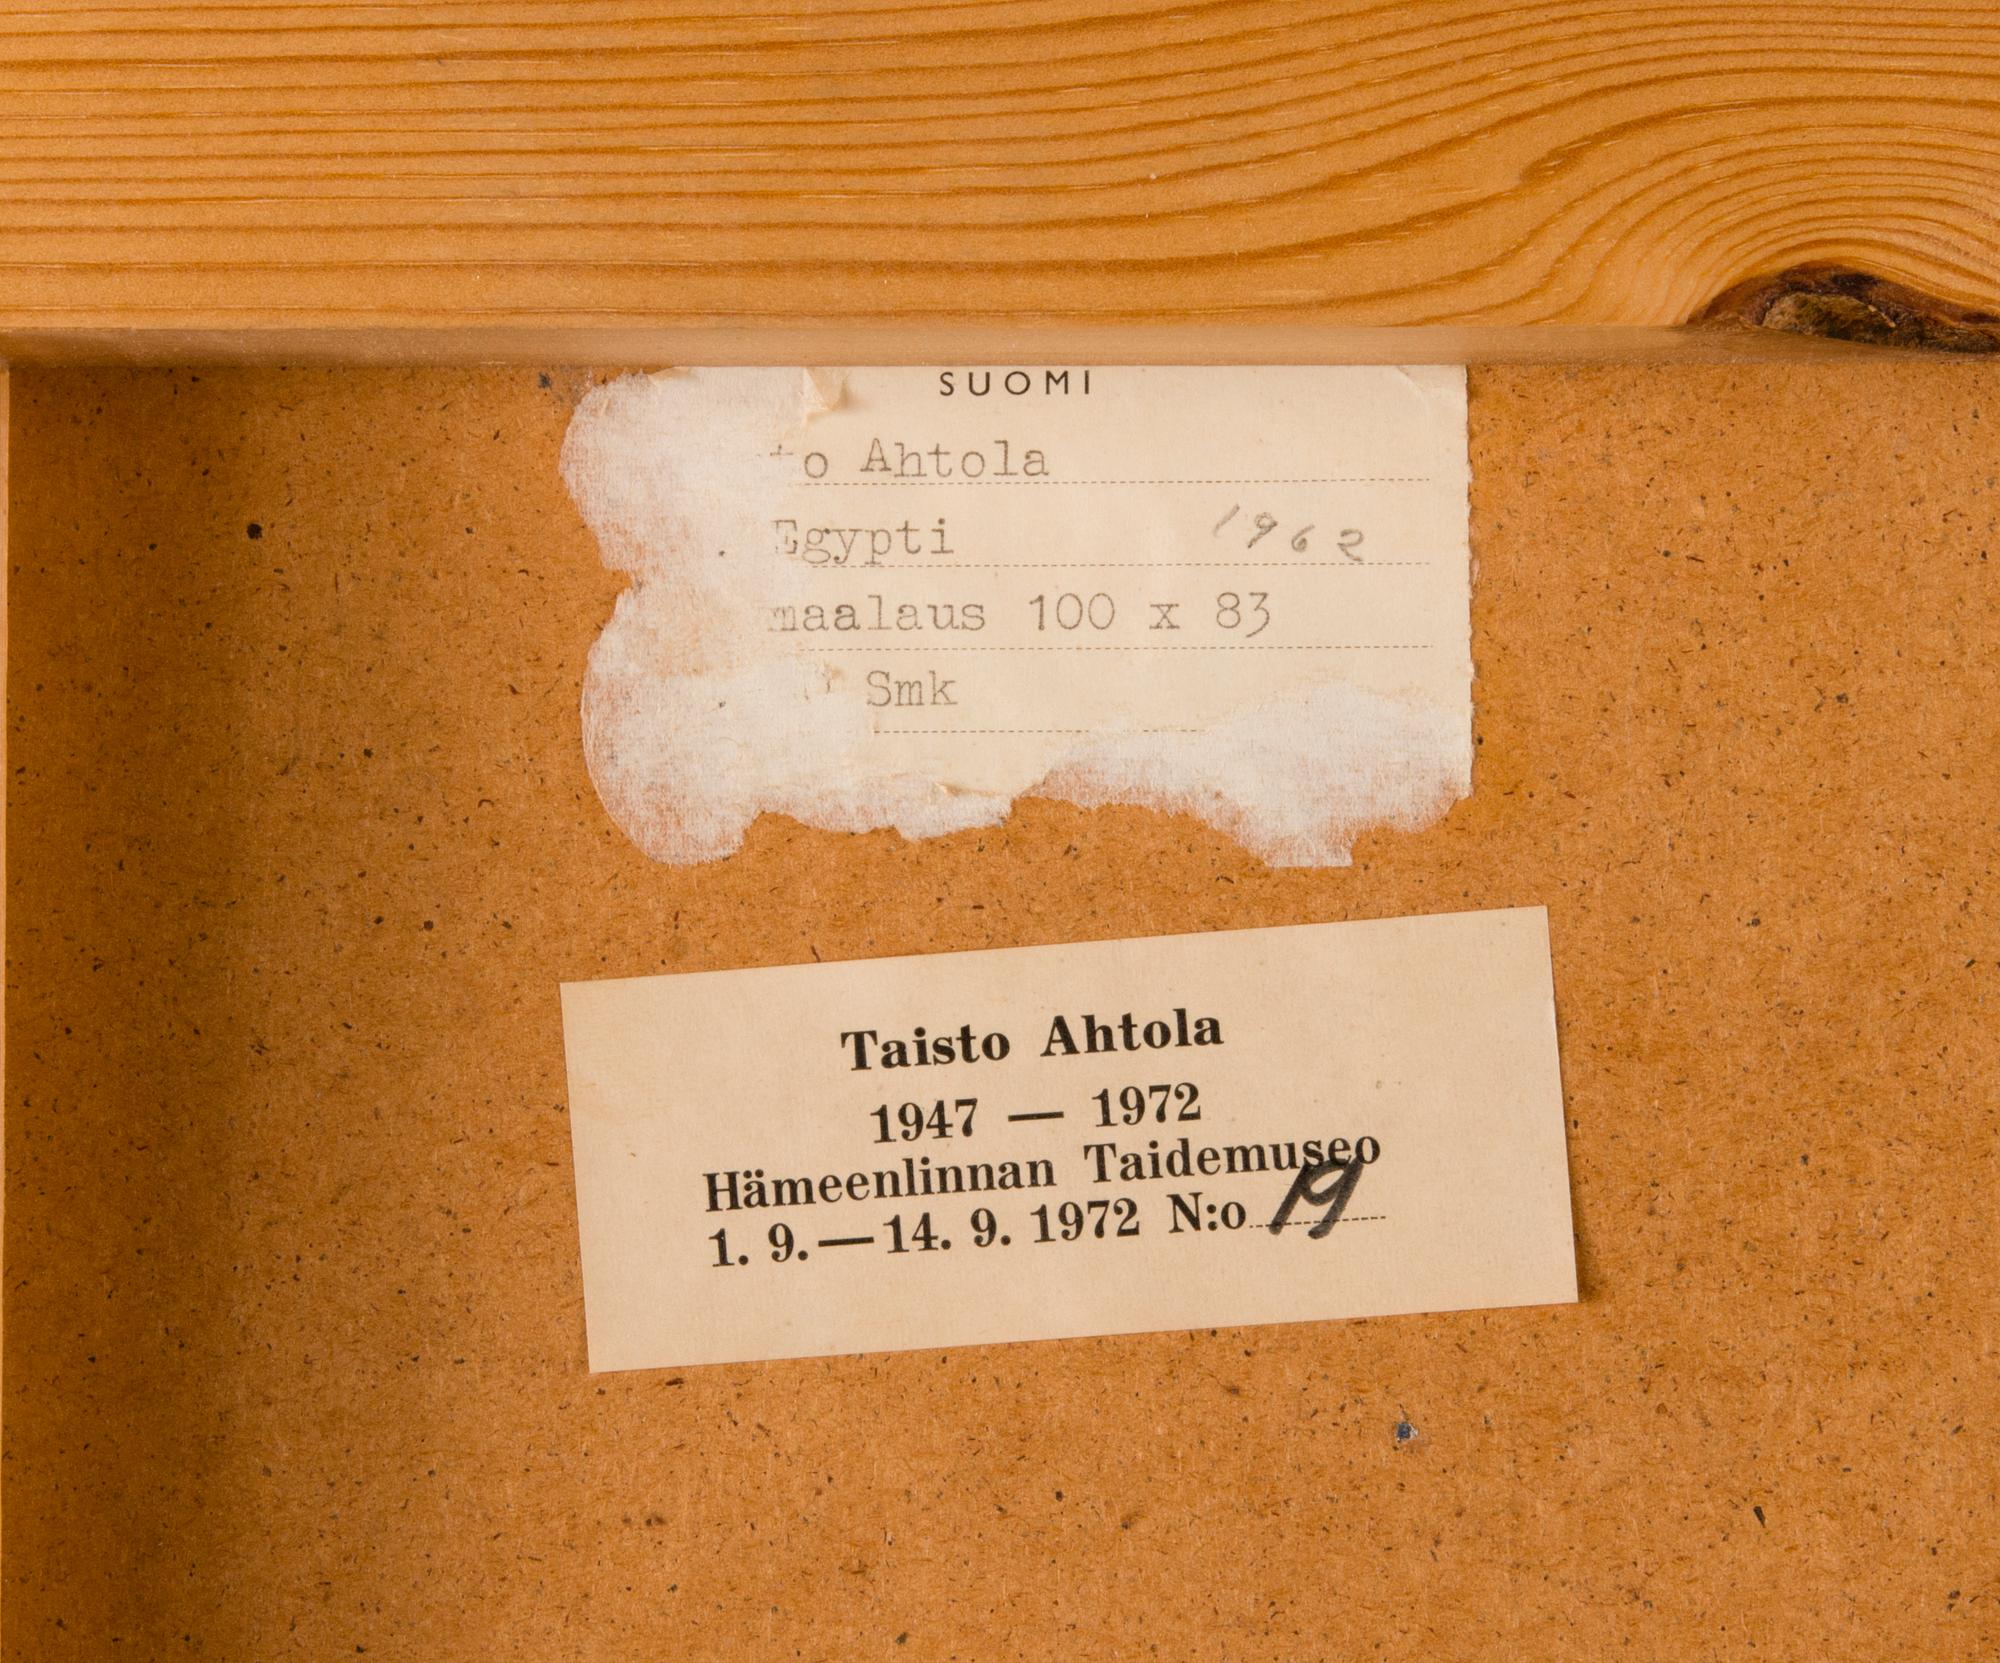 SUOMI
to Ahtola
Egypti 1962
maalaus 100 x 83
Smk
Taisto Ahtola
1947 — 1972
Hämeenlinnan Taidemuseo
1. 9. — 14. 9. 1972 N:o 19